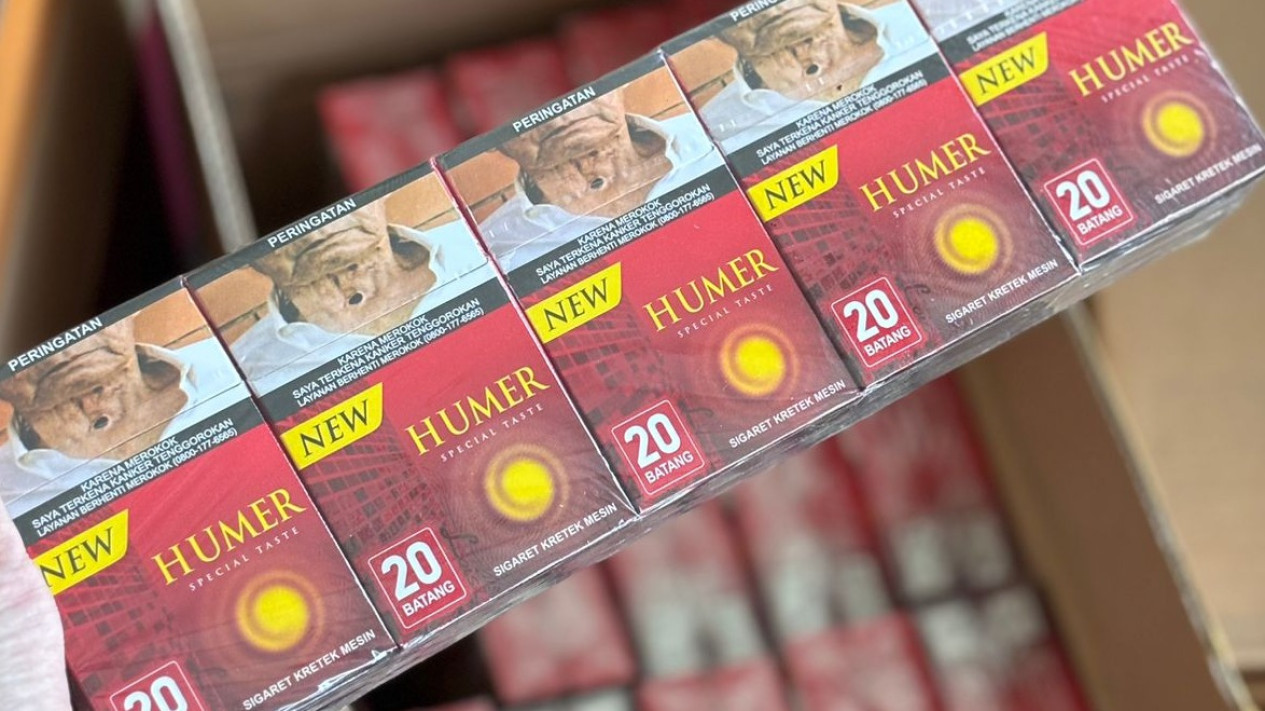 PERINGATAN
KARENA MEROKOK
SAYA TERKENA KANKER TENGGOROKAN
LAYANAN BERHENTI MEROKOK (0800-177-6565)
NEW
HUMER
SPECIAL TASTE
20
SIGARET KRETEK MESIN
PERINGATAN
KARENA MEROKOK
SAYA TERKENA KANKER TENGGOROKAN
LAYANAN BERHENTI MEROKOK (0800-177-6565)
NEW
HUMER
SPECIAL TASTE
20
BATANG
SIGARET KRETEK MESIN
PERINGATAN
KARENA MEROKOK
SAYA TERKENA KANKER TENGGOROKAN
LAYANAN BERHENTI MEROKOK (0800-177-6565)
NEW
HUMER
SPECIAL TASTE
20
BATANG
SIGARET KRETEK MESIN
KARENA MEROKOK
SAYA TERKENA KANKER TENGGOROKAN
LAYANAN BERHENTI MEROKOK (0800-177-6565)
NEW
HUMER
SPECIAL TASTE
20
BATANG
SIGARET KRETEK MESIN
NEW
HUMER
SPECIAL TASTE
20
BATANG
SIGARET KRETEK MESIN